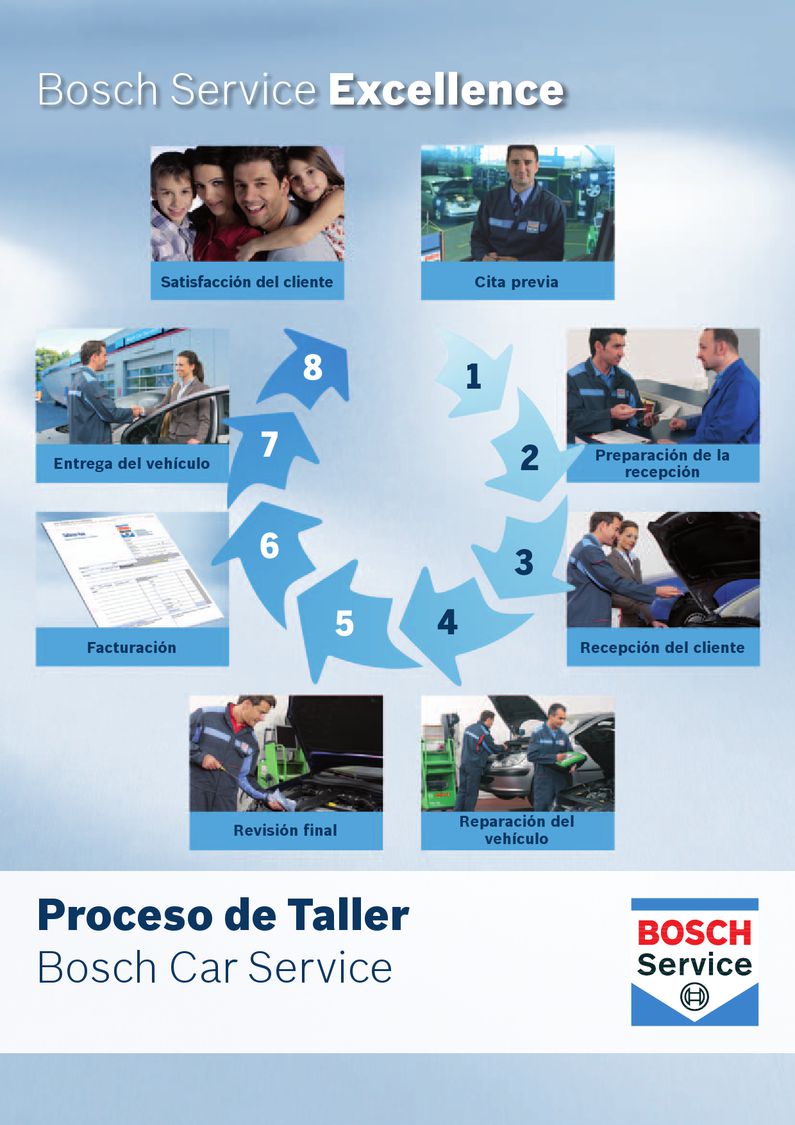 Bosch Service Excellence
Satisfacción del cliente
Cita previa
8
1
Entrega del vehículo
7
2
Preparación de la
recepción
6
3
Facturación
5
4
Recepción del cliente
Revisión final
Reparación del
vehículo
Proceso de Taller
Bosch Car Service
BOSCH
Service